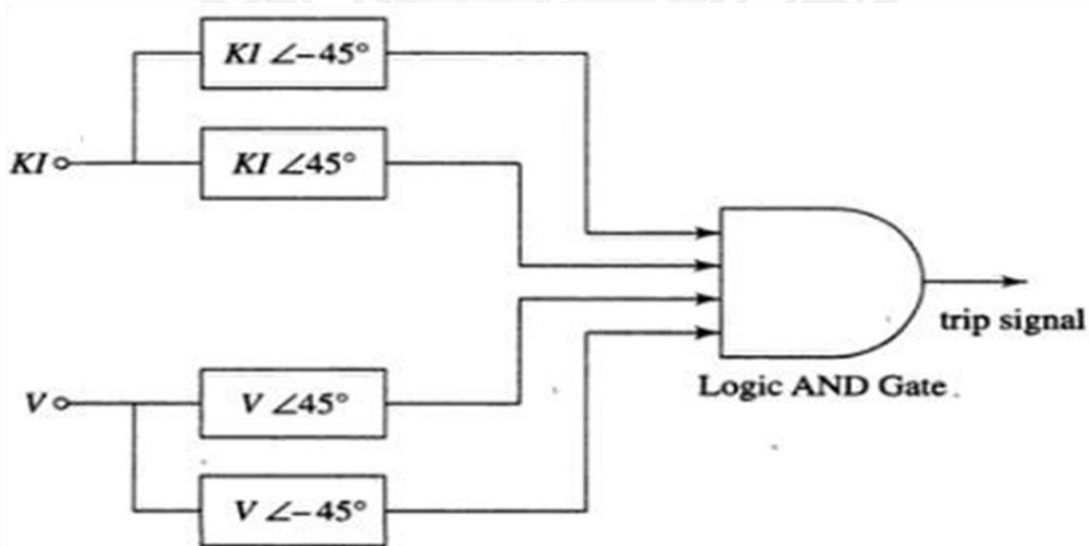 KI ∠−45°
KI
KI ∠45°
trip signal
Logic AND Gate
V
V ∠45°
V ∠−45°